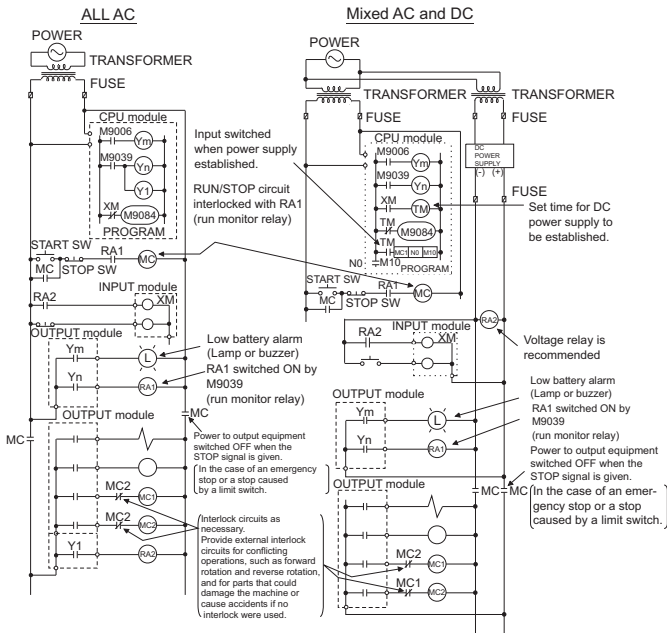 ALL AC
POWER
TRANSFORMER
FUSE
CPU module
M9006
Ym
M9039
Yn
Y1
XM
M9084
PROGRAM
START SW
RA1
MC
MC
STOP SW
RA2
INPUT module
XM
OUTPUT module
Ym
L
Yn
RA1
OUTPUT module
MC
MC
MC2
MC1
MC2
MC2
Y1
RA2
Input switched
when power supply
established.
RUN/STOP circuit
interlocked with RA1
(run monitor relay)
Low battery alarm
(Lamp or buzzer)
RA1 switched ON by
M9039
(run monitor relay)
Power to output equipment
switched OFF when the
STOP signal is given.
In the case of an emergency
stop or a stop caused
by a limit switch.
Interlock circuits as
necessary.
Provide external interlock
circuits for conflicting
operations, such as forward
rotation and reverse rotation,
and for parts that could
damage the machine or
cause accidents if no
interlock were used.
Mixed AC and DC
POWER
TRANSFORMER
TRANSFORMER
FUSE
FUSE
CPU module
M9006
Ym
M9039
Yn
XM
TM
TM
M9084
TM
MC1 N0 M10
N0
M10
PROGRAM
DC
POWER
SUPPLY
(-) (+)
FUSE
Set time for DC
power supply to
be established.
START SW
RA1
MC
MC
STOP SW
RA2
INPUT module
XM
RA2
Voltage relay is
recommended
OUTPUT module
Ym
L
Yn
RA1
Low battery alarm
(Lamp or buzzer)
RA1 switched ON by
M9039
(run monitor relay)
Power to output equipment
switched OFF when the
STOP signal is given.
OUTPUT module
MC
MC
In the case of an emer-
gency stop or a stop
caused by a limit switch.
MC2
MC1
MC1
MC2